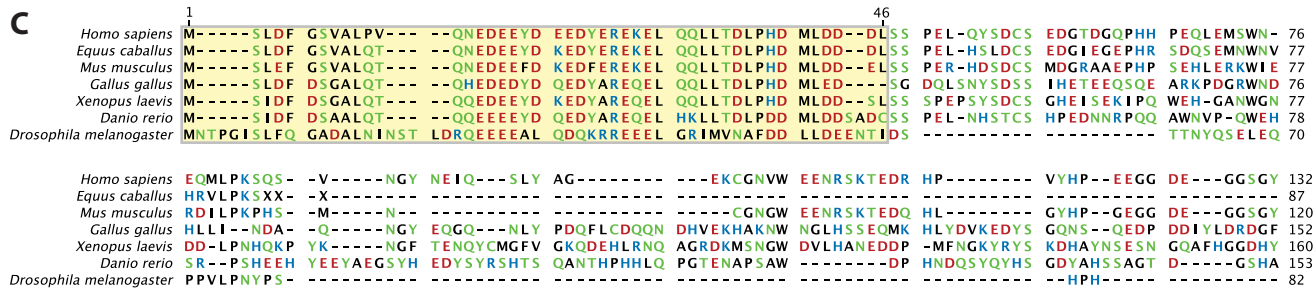 C
1 46
Homo sapiens M-----SLDF GSVALPV--- --QNEDEEYD EEDYEREKEL QQLLTDLPHD MLDD--DLSS PEL-QYSDCS EDGTDGQPHH PEQLEMSWN- 76
Equus caballus M-----SLDF GSVALQT--- --QNEDEEYD KEDYEREKEL QQLLTDLPHD MLDD--DLSS PEL-HSLDCS EDGIEGEPHR SDQSEMNWNV 77
Mus musculus M-----SLEF GSVALQT--- --QNEDEEFD KEDFEREKEL QQLLTDLPHD MLDD--ELSS PER-HDSDCS MDGRAAEPHP SEHLERKWIE 77
Gallus gallus M-----SIDF DSGALQT--- --QHEDEDYD QEDYAREQEL QQLLTDLPHD MLED----SG DQLSNYSDSS IHETEEQSQE ARKPDGRWND 76
Xenopus laevis M-----SIDF DSGALQT--- --QQEDEEYD KEDYAREQEL QQLLTDLPHD MLDD--SLSS SPEPSYSDCS GHEISEKIPQ WEH-GANWGN 77
Danio rerio M-----SIDF DSAALQT--- --QQEDEEYD QEDYAREQEL HKLLTDLPHD MLDDSADCSS PEL-NHSTCS HPEDNNRPQQ AWNVP-QWEH 78
Drosophila melanogaster MNTPGISLFQ GADALNINST LDRQEEEEAL QDQKRREEEL GRIMVNAFDD LLDEENTIDS ---------- ---------- TTNYQSELEQ 70
Homo sapiens EQMLPKSQS- -V-----NGY NEIQ---SLY AG-------- ---EKCGNVW EENRSKTEDR HP-------- -VYHP-EEGG DE---GGSGY 132
Equus caballus HRVLPKSXX- -X-------- ---------- ---------- ---------- ---------- ---------- ---------- ---------- 87
Mus musculus RDILPKPHS- -M-----N-- ---------- ---------- -----CGNGW EENRSKTEDQ HL-------- -GYHP-GEGG DE---GGSGY 120
Gallus gallus HLLI--NDA- -Q-----NGY EQGQ---NLY PDQFLCDQQN DHVEKHAKNW NGLHSSEQMK HLYDVKEDYS GQNS-QEDP DDIYLDRDGF 152
Xenopus laevis DD-LPNHQKP YK-----NGF TENQYCMGFV GKQDEHLRNQ AGRDKMSNGW DVLHANEDDP -MFNGKYRYS KDHAYNSESN GQAFHGGDHY 160
Danio rerio SR--PSHEEH YEEYAEGSYH EDYSYRSHTS QANTHPHHLQ PGTENAPSAW --------DP HNDQSYQYHS GDYAHSSAGT D-----GSHA 153
Drosophila melanogaster PPVLPNYPS- ---------- ---------- ---------- ---------- ---------- ---------- -HPH------ ---------- 82